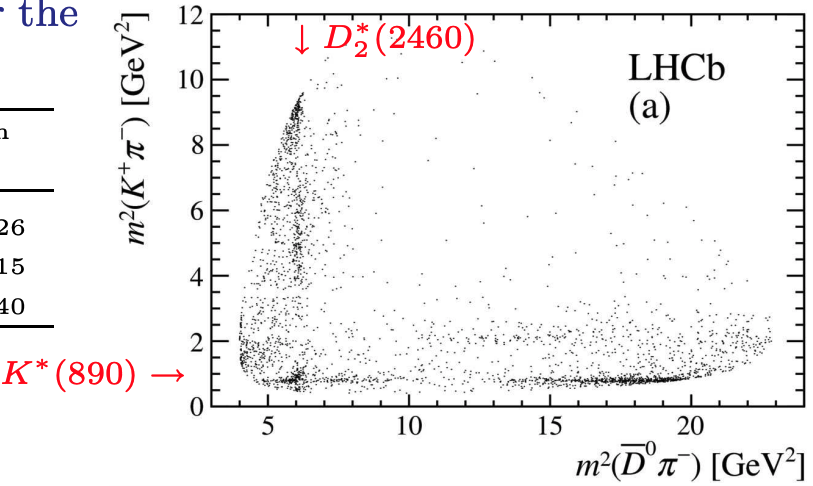 r the
n
26
15
40
↓ D₂*(2460)
K*(890) →
LHCb
(a)
m²(K⁺π⁻) [GeV²]
12
10
8
6
4
2
0
5 10 15 20
m²(D̅⁰π⁻) [GeV²]